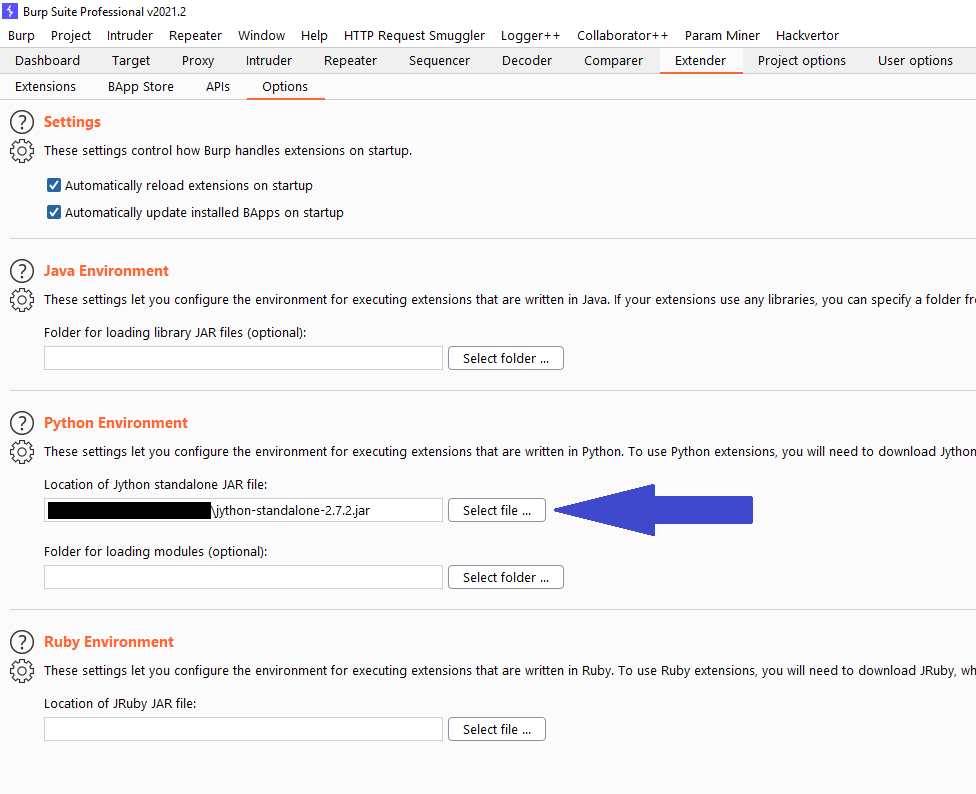 Burp Suite Professional v2021.2
Burp Project Intruder Repeater Window Help HTTP Request Smuggler Logger++ Collaborator++ Param Miner Hackvertor
Dashboard Target Proxy Intruder Repeater Sequencer Decoder Comparer Extender Project options User options
Extensions BApp Store APIs Options
? Settings
These settings control how Burp handles extensions on startup.
Automatically reload extensions on startup
Automatically update installed BApps on startup
? Java Environment
These settings let you configure the environment for executing extensions that are written in Java. If your extensions use any libraries, you can specify a folder fr
Folder for loading library JAR files (optional):
Select folder ...
? Python Environment
These settings let you configure the environment for executing extensions that are written in Python. To use Python extensions, you will need to download Jython
Location of Jython standalone JAR file:
\jython-standalone-2.7.2.jar Select file ...
Folder for loading modules (optional):
Select folder ...
? Ruby Environment
These settings let you configure the environment for executing extensions that are written in Ruby. To use Ruby extensions, you will need to download JRuby, wh
Location of JRuby JAR file:
Select file ...